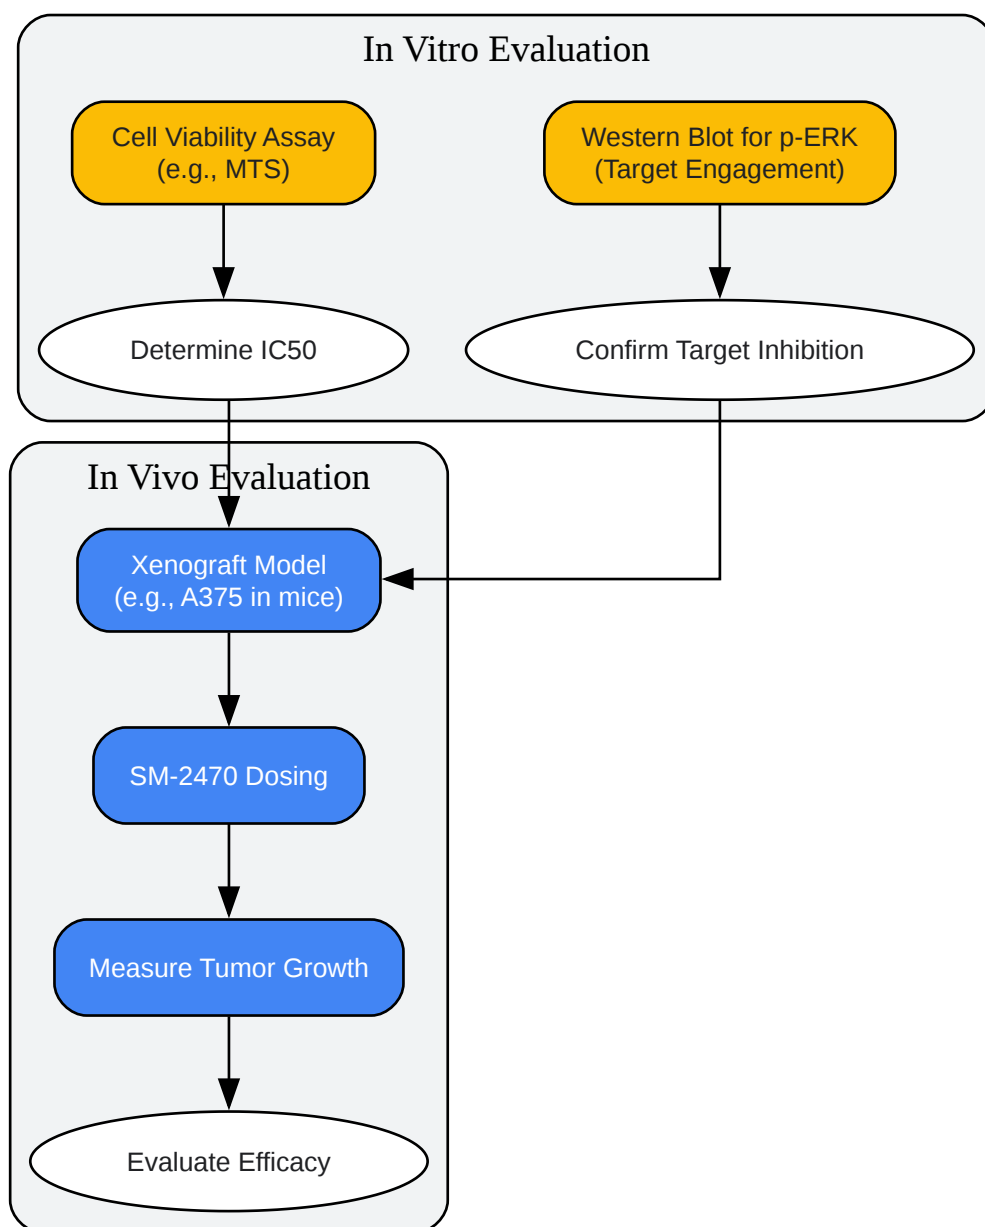 In Vitro Evaluation
Cell Viability Assay
(e.g., MTS)
Western Blot for p-ERK
(Target Engagement)
Determine IC50
Confirm Target Inhibition
In Vivo Evaluation
Xenograft Model
(e.g., A375 in mice)
SM-2470 Dosing
Measure Tumor Growth
Evaluate Efficacy